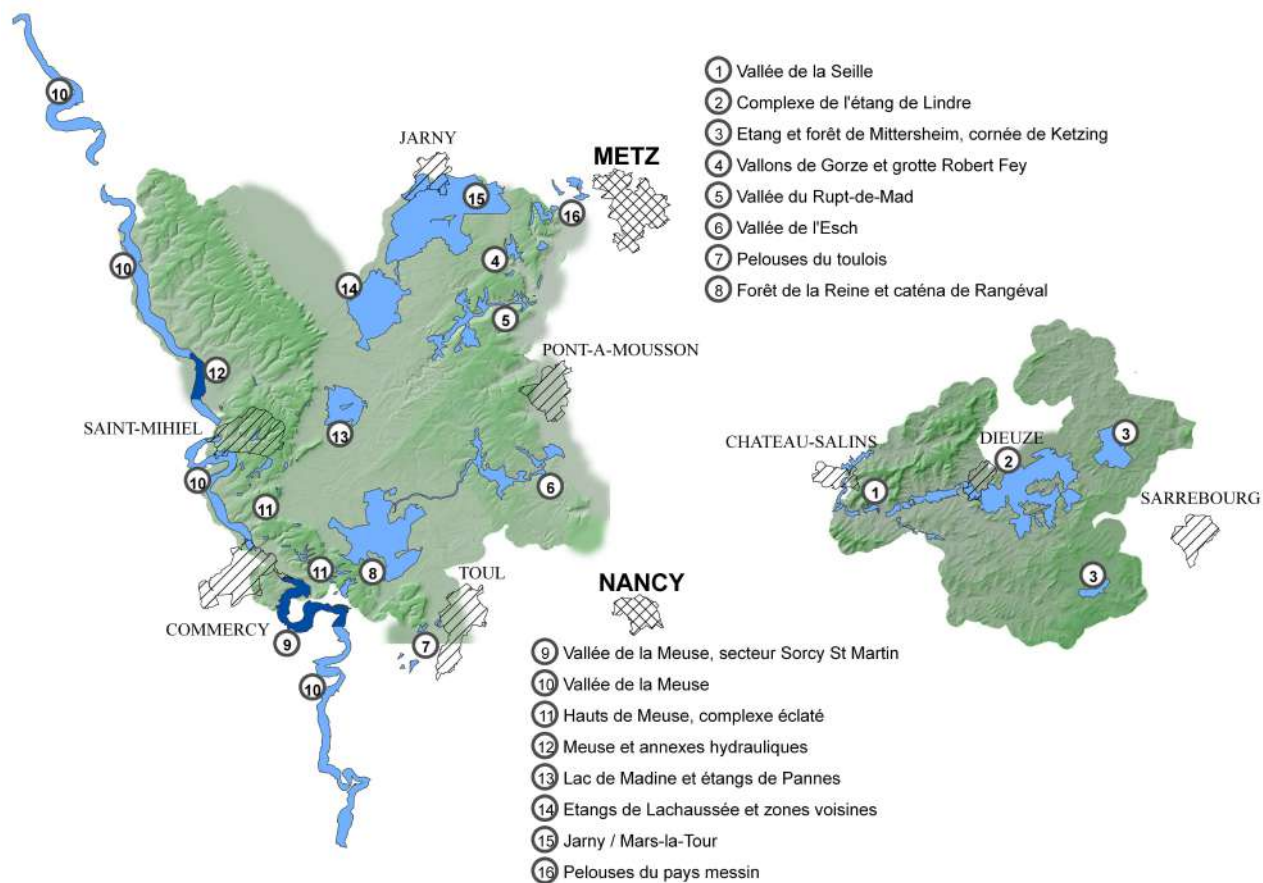 10
1 Vallée de la Seille
2 Complexe de l'étang de Lindre
3 Etang et forêt de Mittersheim, cornée de Ketzing
4 Vallons de Gorze et grotte Robert Fey
5 Vallée du Rupt-de-Mad
6 Vallée de l'Esch
7 Pelouses du toulois
8 Forêt de la Reine et caténa de Rangéval
JARNY
METZ
15
16
10
4
14
5
PONT-A-MOUSSON
12
SAINT-MIHIEL
13
10
6
11
CHATEAU-SALINS
DIEUZE
3
2
1
SARREBOURG
3
11
8
TOUL
NANCY
COMMERCY
9
7
10
9 Vallée de la Meuse, secteur Sorcy St Martin
10 Vallée de la Meuse
11 Hauts de Meuse, complexe éclaté
12 Meuse et annexes hydrauliques
13 Lac de Madine et étangs de Pannes
14 Etangs de Lachaussée et zones voisines
15 Jarny / Mars-la-Tour
16 Pelouses du pays messin